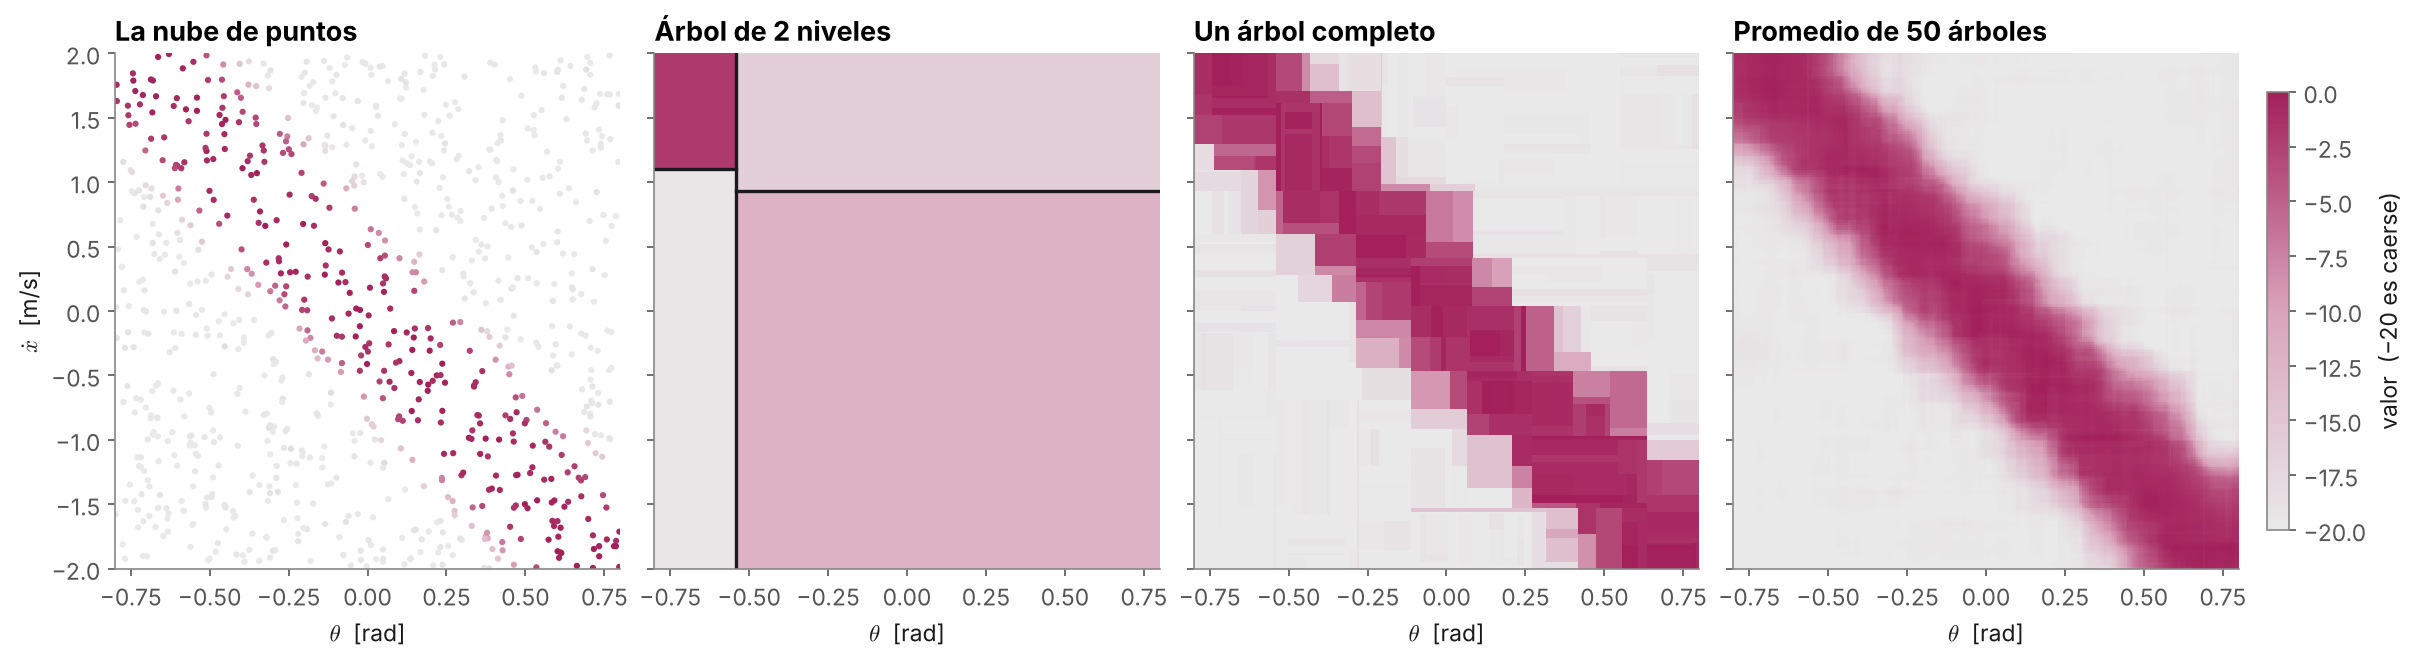 La nube de puntos
Árbol de 2 niveles
Un árbol completo
Promedio de 50 árboles
2.0
1.5
1.0
0.5
0.0
−0.5
−1.0
−1.5
−2.0
ẋ [m/s]
−0.75 −0.50 −0.25 0.00 0.25 0.50 0.75
θ [rad]
−0.75 −0.50 −0.25 0.00 0.25 0.50 0.75
θ [rad]
−0.75 −0.50 −0.25 0.00 0.25 0.50 0.75
θ [rad]
−0.75 −0.50 −0.25 0.00 0.25 0.50 0.75
θ [rad]
0.0
−2.5
−5.0
−7.5
−10.0
−12.5
−15.0
−17.5
−20.0
valor (−20 es caerse)